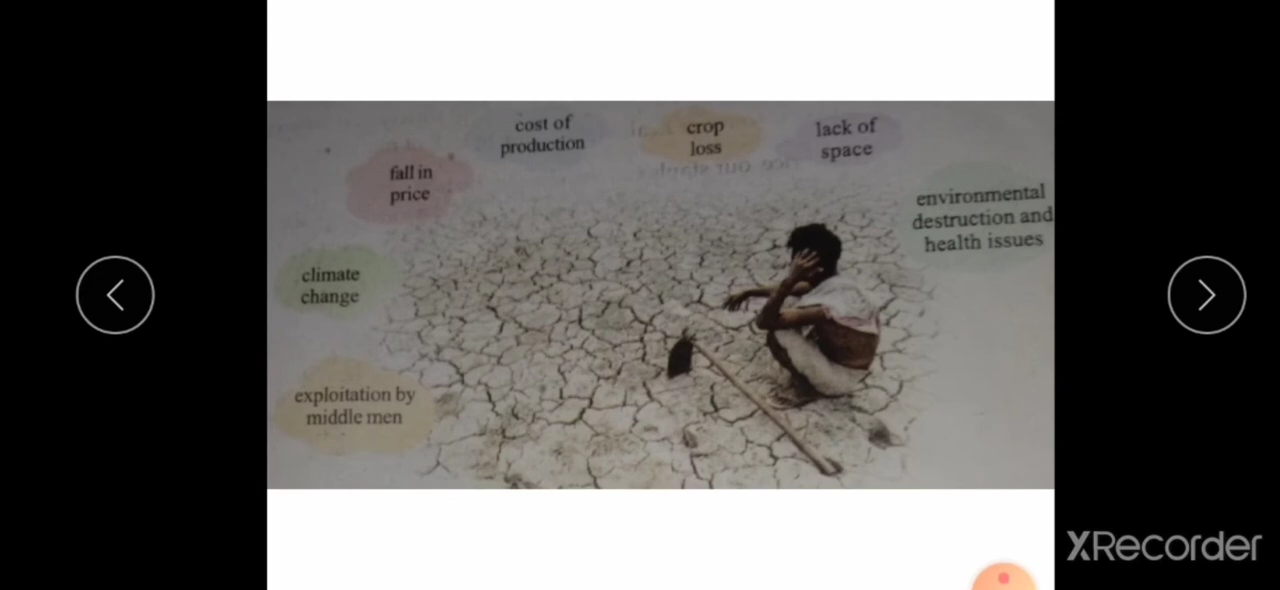 cost of
production
crop
loss
lack of
space
fall in
price
environmental
destruction and
health issues
climate
change
exploitation by
middle men
XRecorder